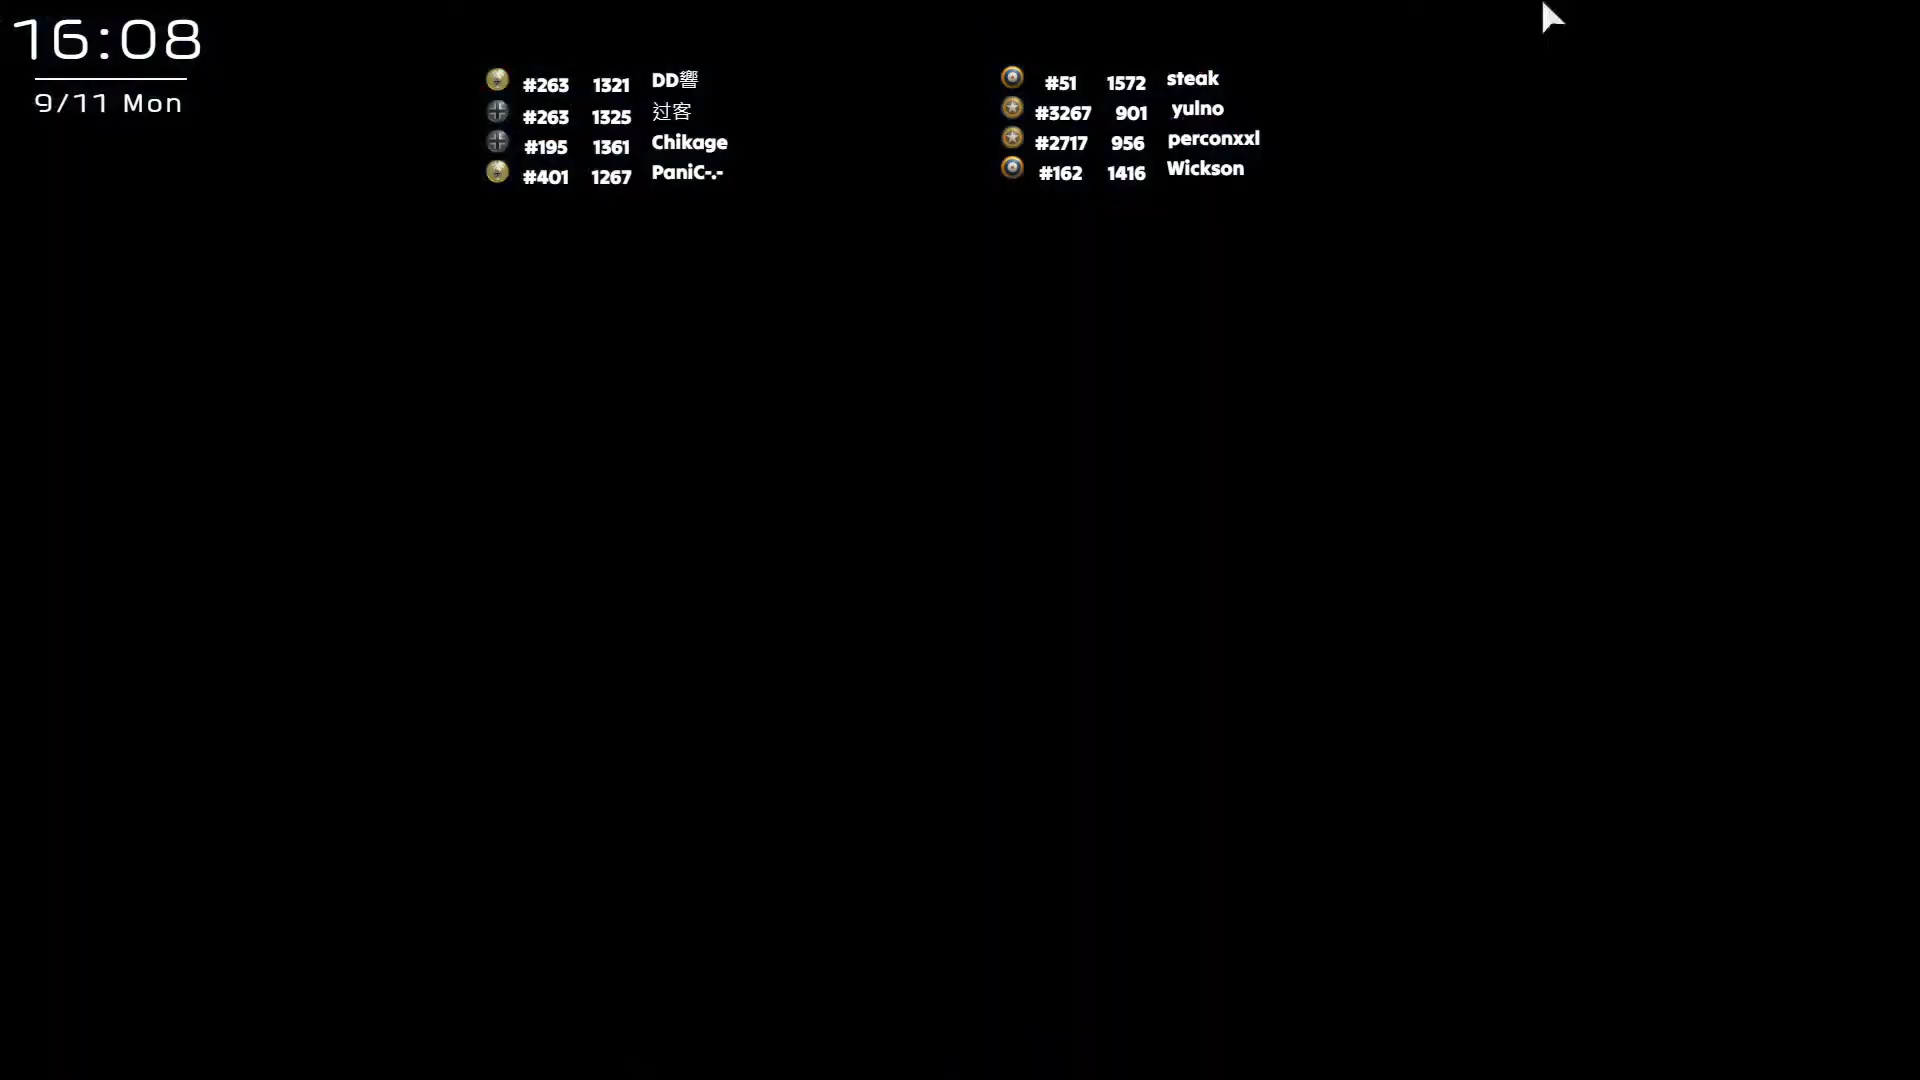 16:08
9/11 Mon
#263 1321 DD響
#263 1325 过客
#195 1361 Chikage
#401 1267 PaniC-.-
#51 1572 steak
#3267 901 yulno
#2717 956 perconxxl
#162 1416 Wickson